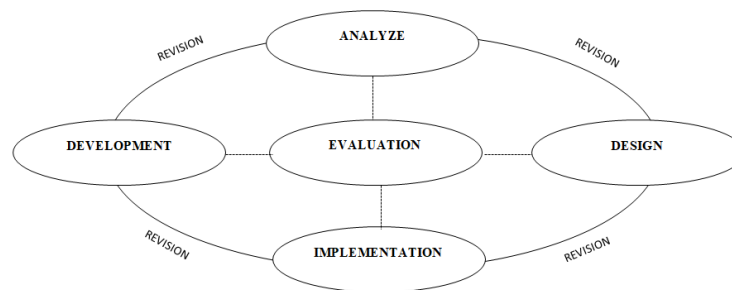 ANALYZE
REVISION
REVISION
DEVELOPMENT
EVALUATION
DESIGN
REVISION
IMPLEMENTATION
REVISION